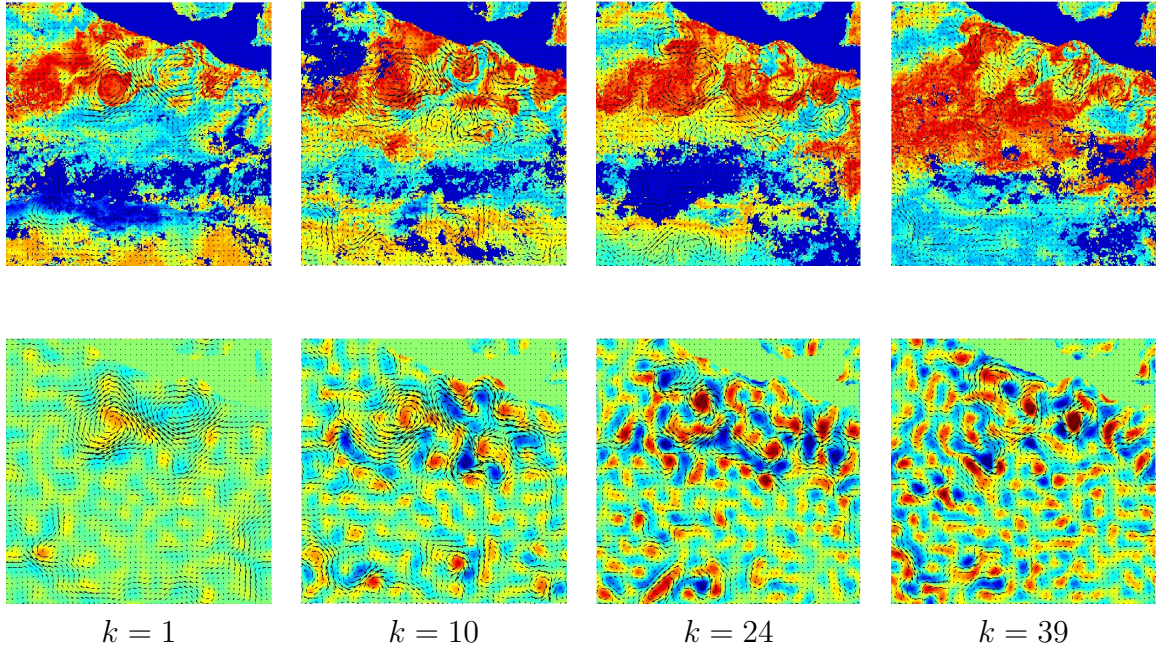 k = 1
k = 10
k = 24
k = 39